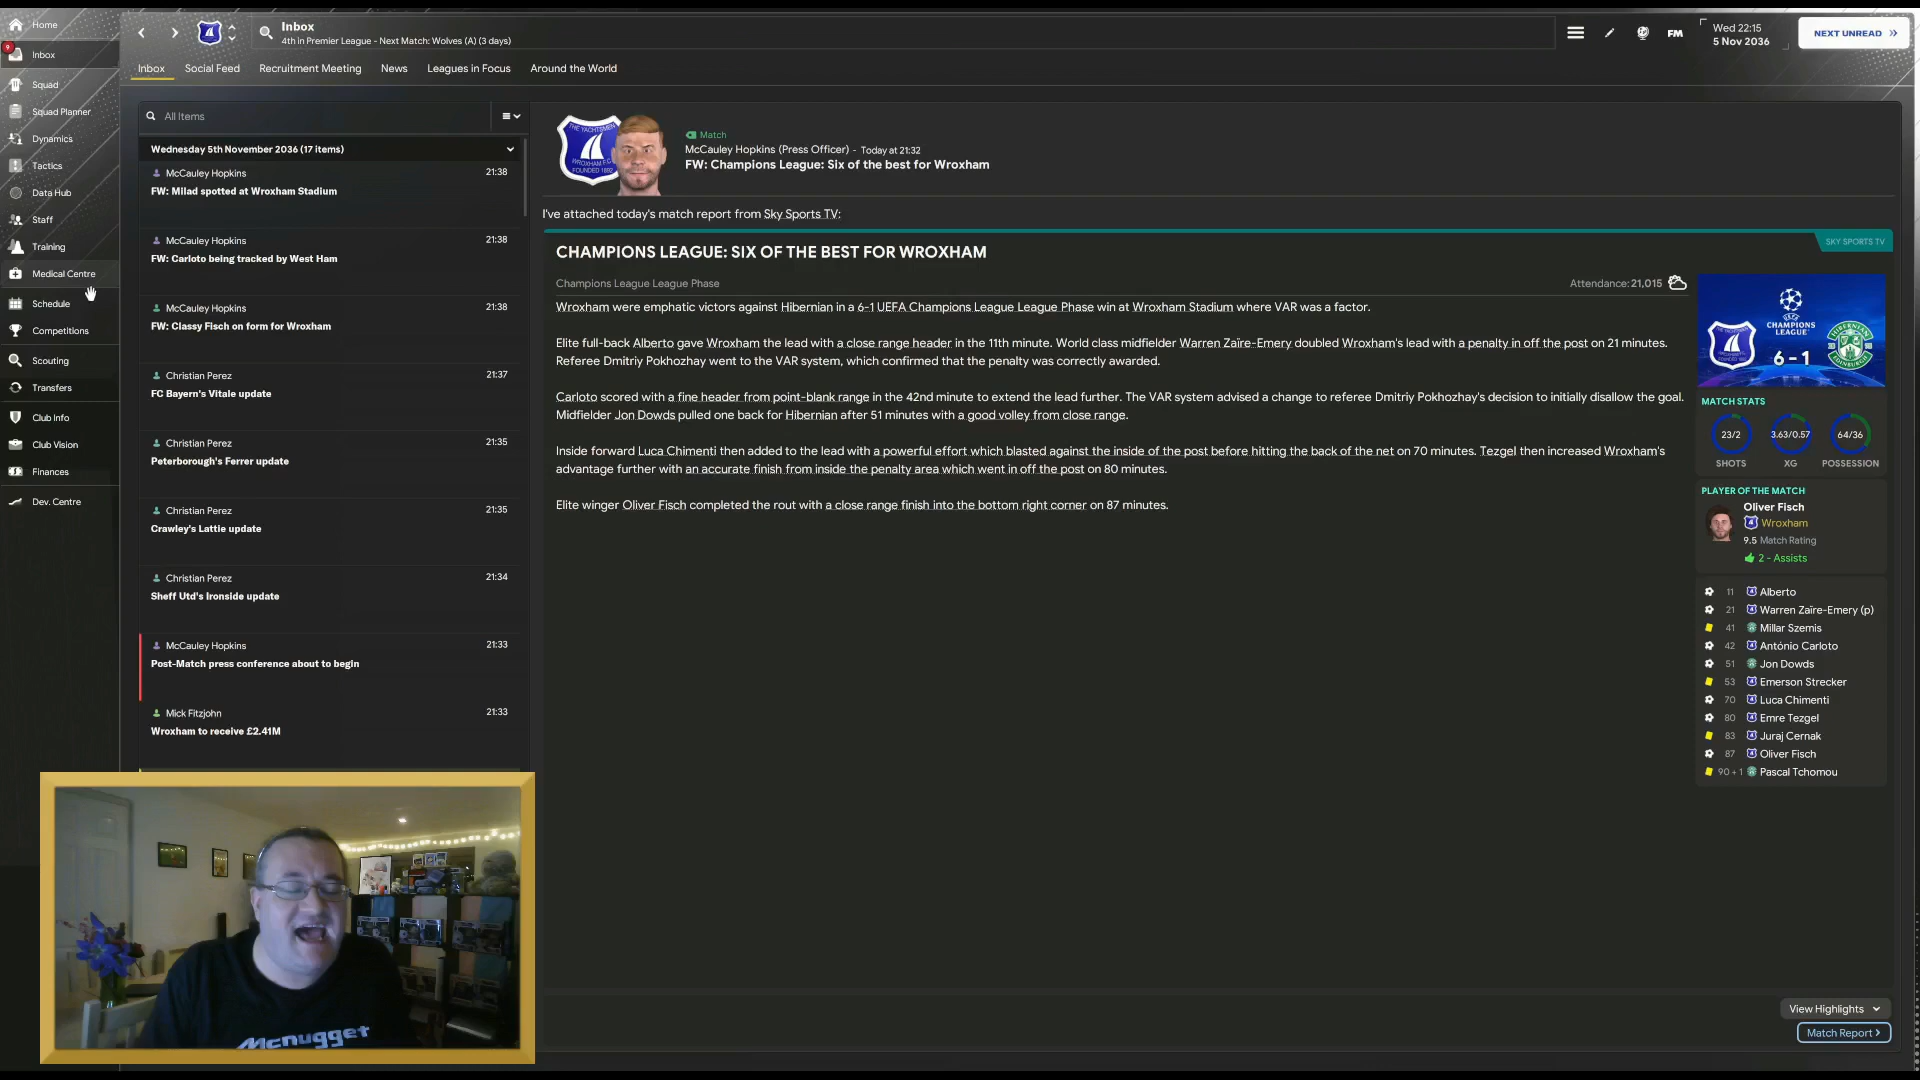 Home
Inbox
9
Inbox
4th in Premier League - Next Match: Wolves (A) (3 days)
FM
Wed 22:15
5 Nov 2036
NEXT UNREAD
Inbox
Social Feed
Recruitment Meeting
News
Leagues in Focus
Around the World
Squad
Squad Planner
Dynamics
Tactics
Data Hub
Staff
Training
Medical Centre
Schedule
Competitions
Scouting
Transfers
Club Info
Club Vision
Finances
Dev. Centre
All Items
Wednesday 5th November 2036 (17 items)
McCauley Hopkins 21:38
FW: Milad spotted at Wroxham Stadium
McCauley Hopkins 21:38
FW: Carloto being tracked by West Ham
McCauley Hopkins 21:38
FW: Classy Fisch on form for Wroxham
Christian Perez 21:37
FC Bayern's Vitale update
Christian Perez 21:35
Peterborough's Ferrer update
Christian Perez 21:35
Crawley's Lattie update
Christian Perez 21:34
Sheff Utd's Ironside update
McCauley Hopkins 21:33
Post-Match press conference about to begin
Mick Fitzjohn 21:33
Wroxham to receive £2.41M
THE YACHTSMEN
WROXHAM F.C.
FOUNDED 1892
Match
McCauley Hopkins (Press Officer) - Today at 21:32
FW: Champions League: Six of the best for Wroxham
I've attached today's match report from Sky Sports TV:
SKY SPORTS TV
CHAMPIONS LEAGUE: SIX OF THE BEST FOR WROXHAM
Champions League League Phase
Attendance: 21,015
Wroxham were emphatic victors against Hibernian in a 6-1 UEFA Champions League League Phase win at Wroxham Stadium where VAR was a factor.
Elite full-back Alberto gave Wroxham the lead with a close range header in the 11th minute. World class midfielder Warren Zaïre-Emery doubled Wroxham's lead with a penalty in off the post on 21 minutes.
Referee Dmitriy Pokhozhay went to the VAR system, which confirmed that the penalty was correctly awarded.
Carloto scored with a fine header from point-blank range in the 42nd minute to extend the lead further. The VAR system advised a change to referee Dmitriy Pokhozhay's decision to initially disallow the goal.
Midfielder Jon Dowds pulled one back for Hibernian after 51 minutes with a good volley from close range.
Inside forward Luca Chimenti then added to the lead with a powerful effort which blasted against the inside of the post before hitting the back of the net on 70 minutes. Tezgel then increased Wroxham's
advantage further with an accurate finish from inside the penalty area which went in off the post on 80 minutes.
Elite winger Oliver Fisch completed the rout with a close range finish into the bottom right corner on 87 minutes.
CHAMPIONS
LEAGUE
6 - 1
MATCH STATS
23/2
3.63/0.57
64/36
SHOTS
XG
POSSESSION
PLAYER OF THE MATCH
Oliver Fisch
Wroxham
9.5 Match Rating
2 - Assists
11 Alberto
21 Warren Zaïre-Emery (p)
41 Millar Szemis
42 António Carloto
51 Jon Dowds
53 Emerson Strecker
70 Luca Chimenti
80 Emre Tezgel
83 Juraj Cernak
87 Oliver Fisch
90+1 Pascal Tchomou
View Highlights
Match Report
Mcnugget